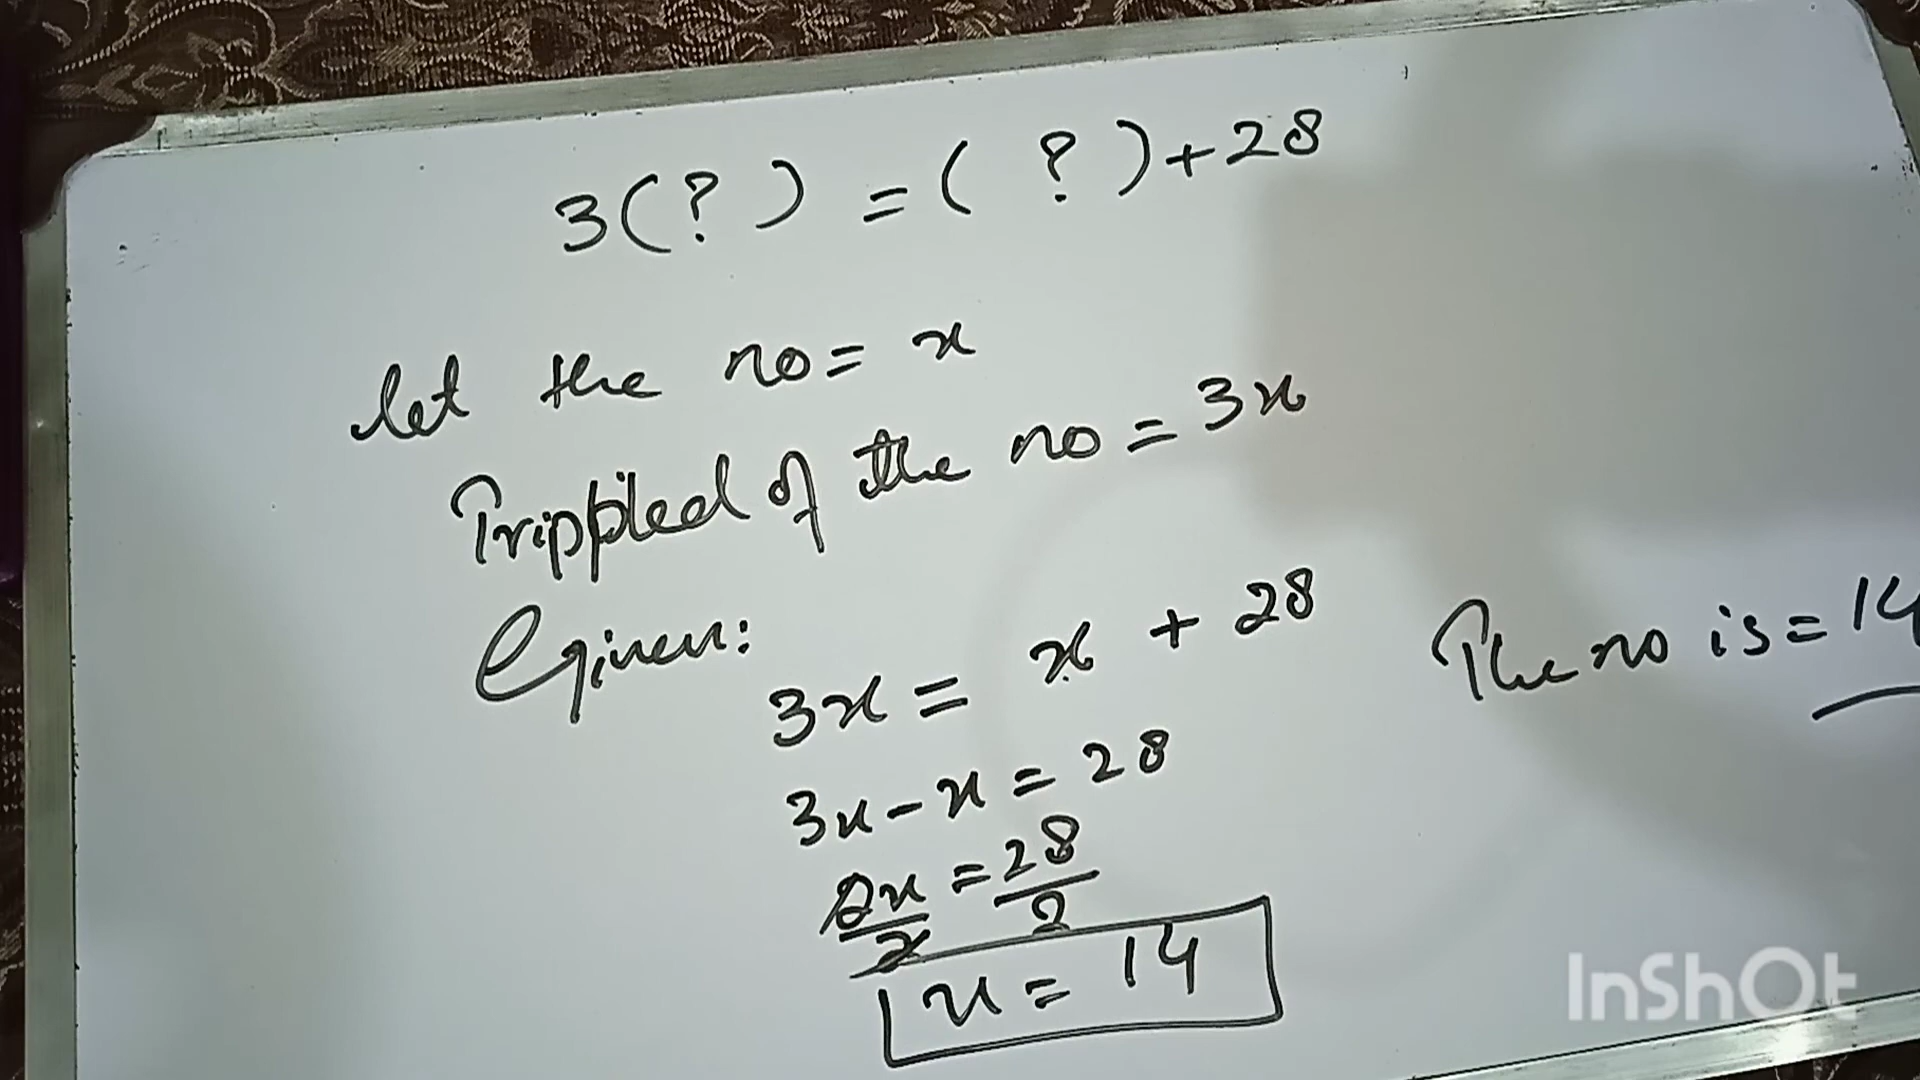 3(?) = ( ? )+28
let the no= x
Trippled of the no = 3x
Given:
3x = x + 28
3x-x = 28
2x/2 = 28/2
x = 14
The no is = 14
InShOt